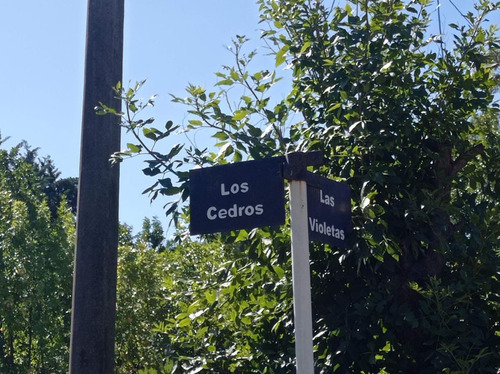 Los
Cedros
Las
Violetas